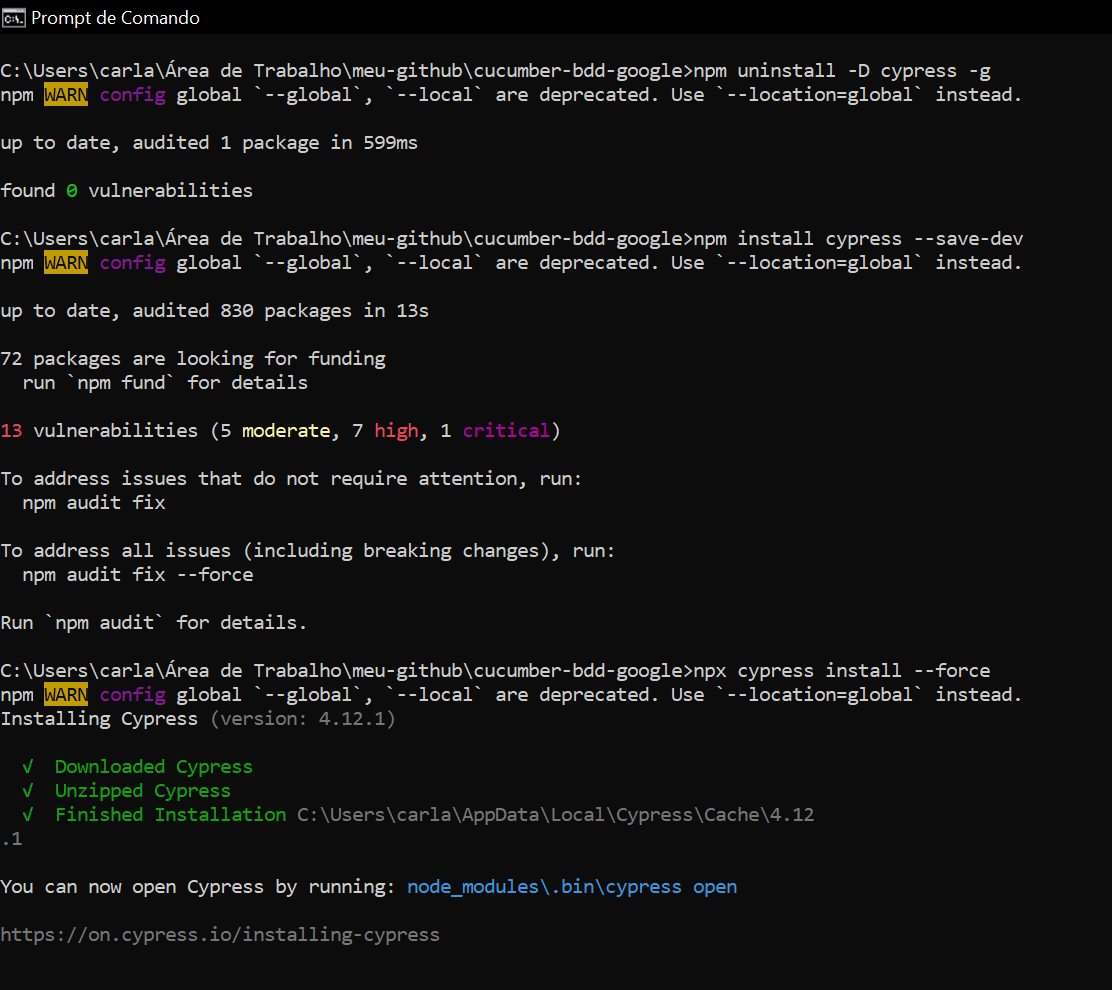 Prompt de Comando
C:\Users\carla\Área de Trabalho\meu-github\cucumber-bdd-google>npm uninstall -D cypress -g
npm WARN config global `--global`, `--local` are deprecated. Use `--location=global` instead.
up to date, audited 1 package in 599ms
found 0 vulnerabilities
C:\Users\carla\Área de Trabalho\meu-github\cucumber-bdd-google>npm install cypress --save-dev
npm WARN config global `--global`, `--local` are deprecated. Use `--location=global` instead.
up to date, audited 830 packages in 13s
72 packages are looking for funding
  run `npm fund` for details
13 vulnerabilities (5 moderate, 7 high, 1 critical)
To address issues that do not require attention, run:
  npm audit fix
To address all issues (including breaking changes), run:
  npm audit fix --force
Run `npm audit` for details.
C:\Users\carla\Área de Trabalho\meu-github\cucumber-bdd-google>npx cypress install --force
npm WARN config global `--global`, `--local` are deprecated. Use `--location=global` instead.
Installing Cypress (version: 4.12.1)
  √  Downloaded Cypress
  √  Unzipped Cypress
  √  Finished Installation C:\Users\carla\AppData\Local\Cypress\Cache\4.12
.1
You can now open Cypress by running: node_modules\.bin\cypress open
https://on.cypress.io/installing-cypress